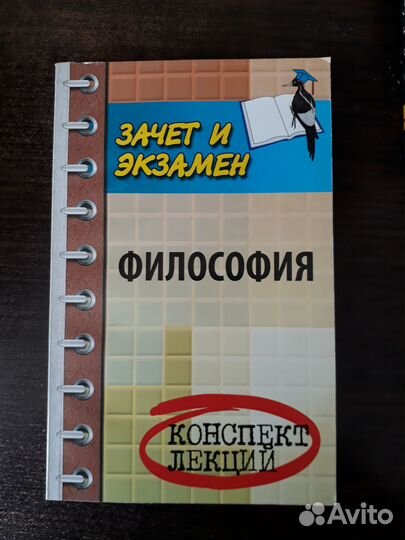 ЗАЧЕТ И
ЭКЗАМЕН
ФИЛОСОФИЯ
КОНСПЕКТ
ЛЕКЦИЙ
Avito